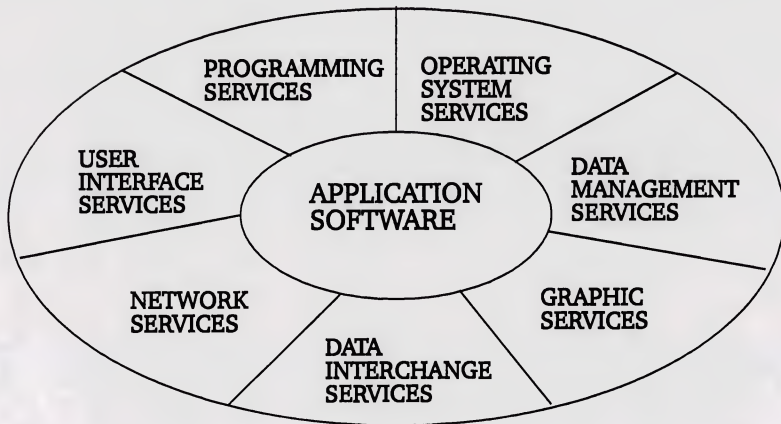 PROGRAMMING
SERVICES
OPERATING
SYSTEM
SERVICES
USER
INTERFACE
SERVICES
APPLICATION
SOFTWARE
DATA
MANAGEMENT
SERVICES
NETWORK
SERVICES
DATA
INTERCHANGE
SERVICES
GRAPHIC
SERVICES